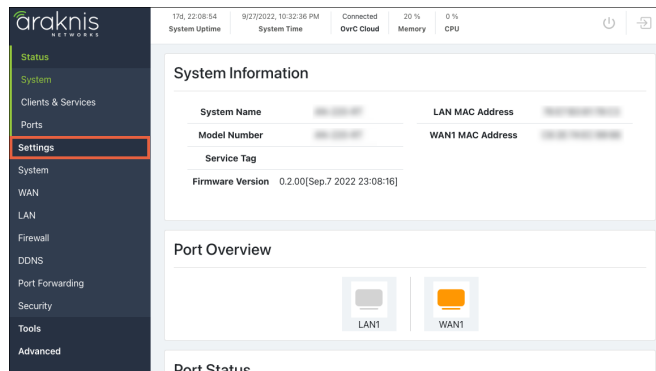 araknis
NETWORKS
17d, 22:08:54
System Uptime
9/27/2022, 10:32:36 PM
System Time
Connected
OvrC Cloud
20 %
Memory
0 %
CPU
Status
System
Clients & Services
Ports
Settings
System
WAN
LAN
Firewall
DDNS
Port Forwarding
Security
Tools
Advanced
System Information
System Name
LAN MAC Address
Model Number
WAN1 MAC Address
Service Tag
Firmware Version 0.2.00[Sep.7 2022 23:08:16]
Port Overview
LAN1
WAN1
Port Status